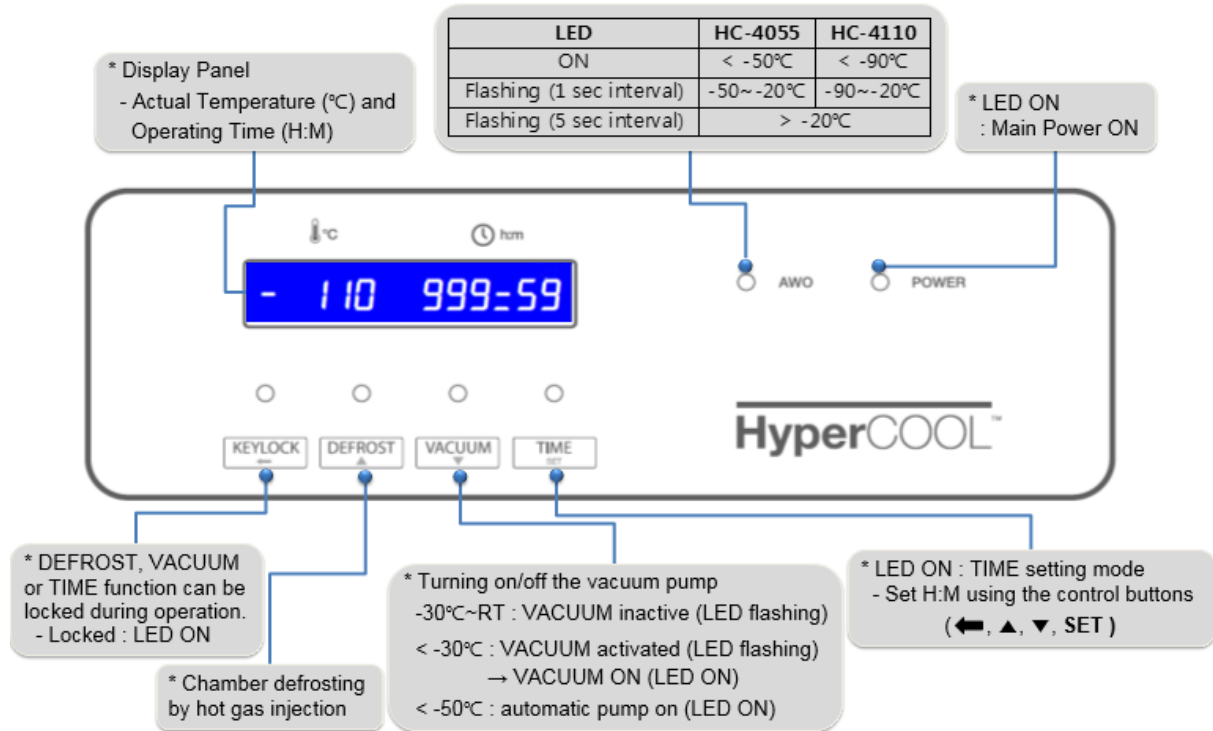 LED HC-4055 HC-4110
ON < -50℃ < -90℃
Flashing (1 sec interval) -50~-20℃ -90~-20℃
Flashing (5 sec interval) > -20℃
* Display Panel
- Actual Temperature (℃) and
Operating Time (H:M)
* LED ON
: Main Power ON
℃ h:m
- 110 999:59
AWO POWER
KEYLOCK DEFROST VACUUM TIME
← ▲ ▼ SET
HyperCOOL™
* DEFROST, VACUUM
or TIME function can be
locked during operation.
- Locked : LED ON
* Chamber defrosting
by hot gas injection
* Turning on/off the vacuum pump
-30℃~RT : VACUUM inactive (LED flashing)
< -30℃ : VACUUM activated (LED flashing)
→ VACUUM ON (LED ON)
< -50℃ : automatic pump on (LED ON)
* LED ON : TIME setting mode
- Set H:M using the control buttons
( ⬅, ▲, ▼, SET )